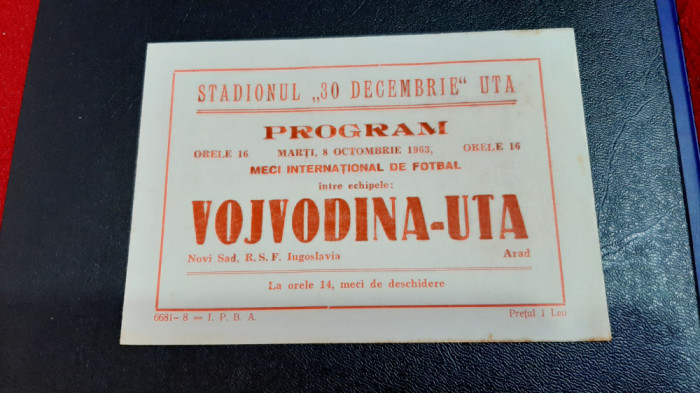 STADIONUL „30 DECEMBRIE“ UTA
PROGRAM
ORELE 16 MARȚI, 8 OCTOMBRIE 1963, ORELE 16
MECI INTERNAȚIONAL DE FOTBAL
între echipele:
VOJVODINA-UTA
Novi Sad, R. S. F. Iugoslavia Arad
La orele 14, meci de deschidere
6681- 8 — I. P. B. A. Prețul 1 Leu